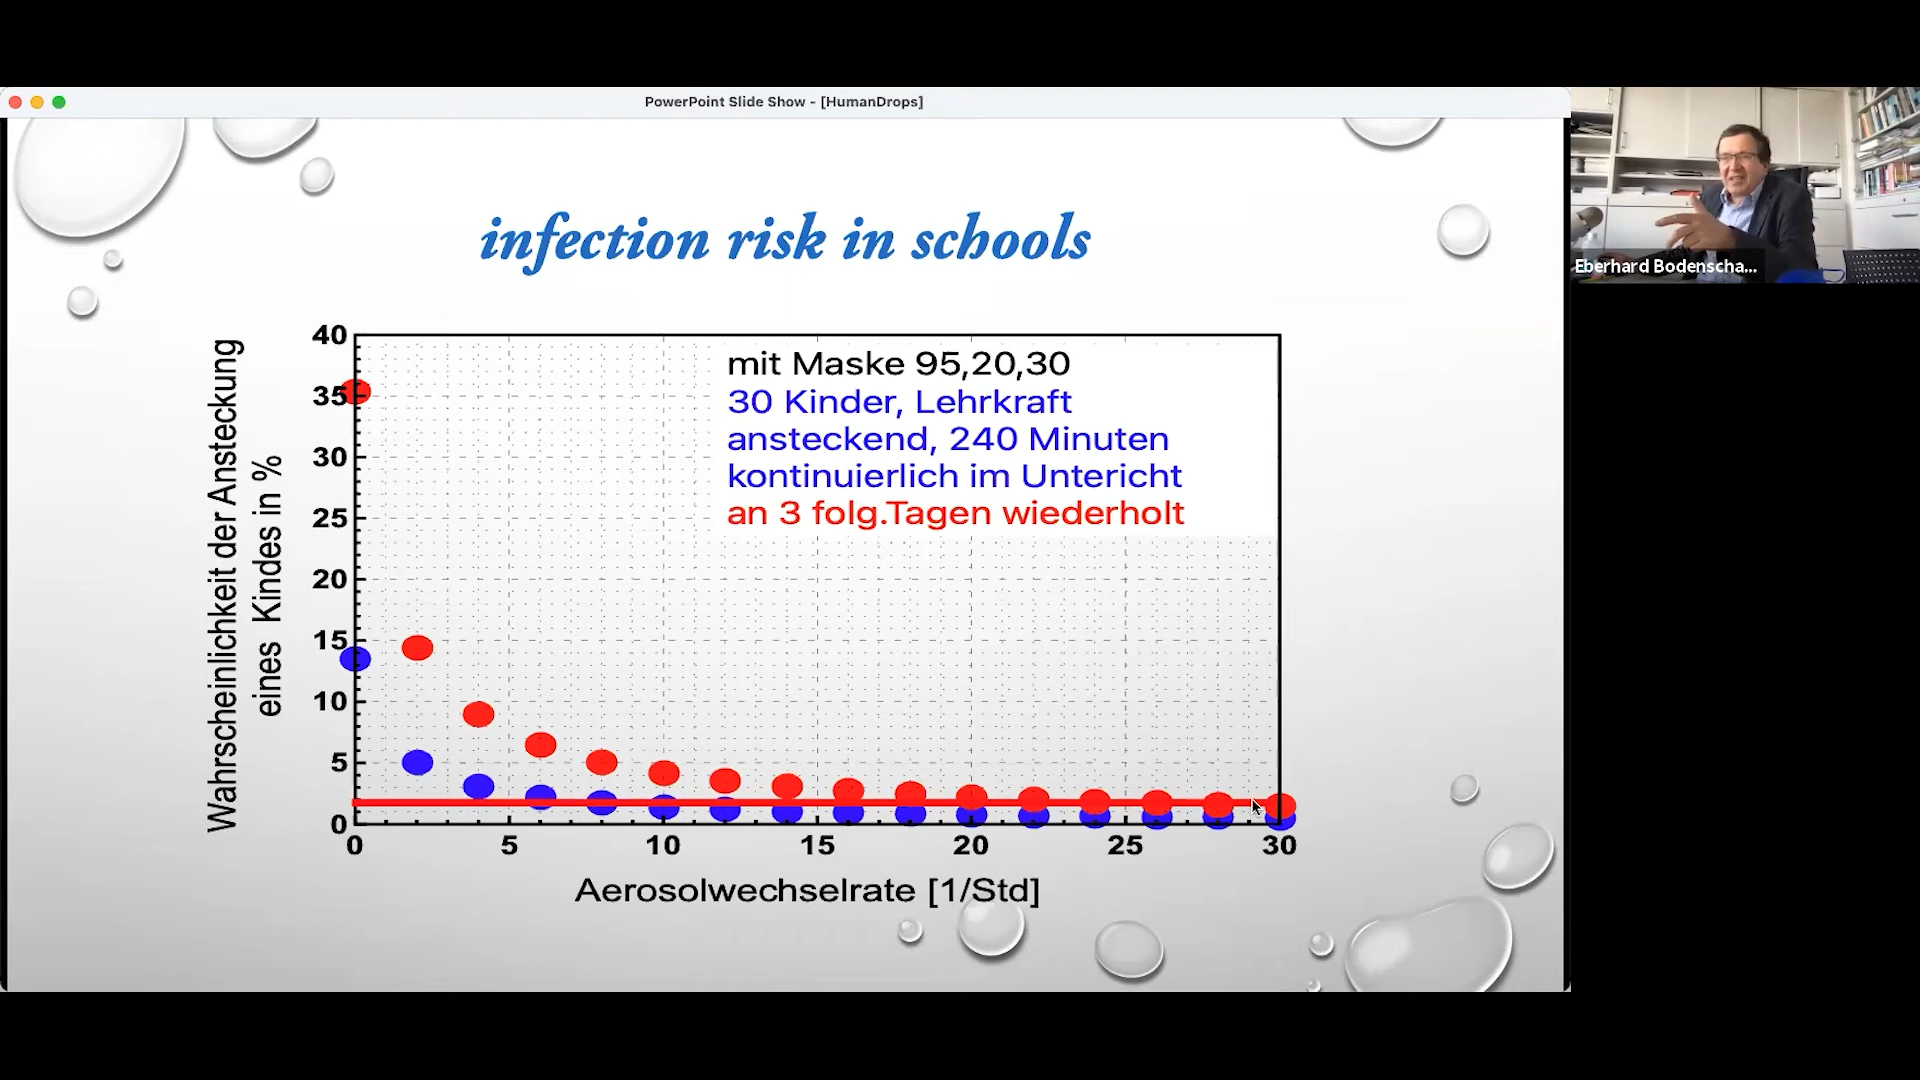 PowerPoint Slide Show - [HumanDrops]
infection risk in schools
Eberhard Bodenscha...
Wahrscheinlichkeit der Ansteckung
eines Kindes in %
40
35
30
25
20
15
10
5
0
mit Maske 95,20,30
30 Kinder, Lehrkraft
ansteckend, 240 Minuten
kontinuierlich im Untericht
an 3 folg.Tagen wiederholt
0 5 10 15 20 25 30
Aerosolwechselrate [1/Std]